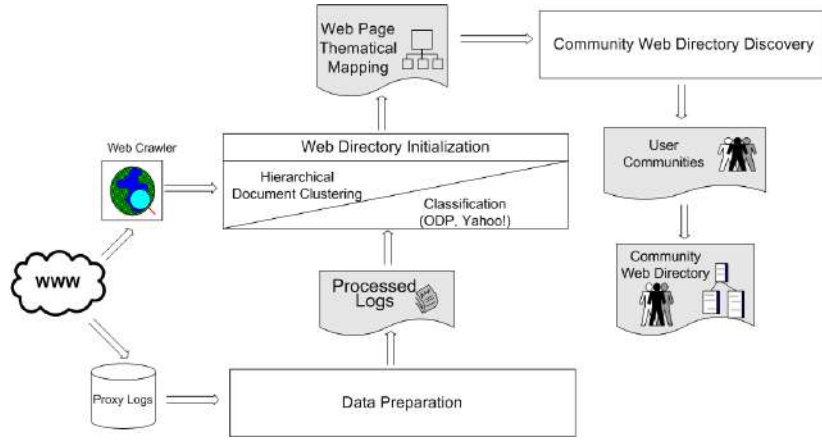 Web Page
Thematical
Mapping
Community Web Directory Discovery
Web Crawler
Web Directory Initialization
Hierarchical
Document Clustering
Classification
(ODP, Yahoo!)
User
Communities
Community
Web Directory
WWW
Processed
Logs
Proxy Logs
Data Preparation